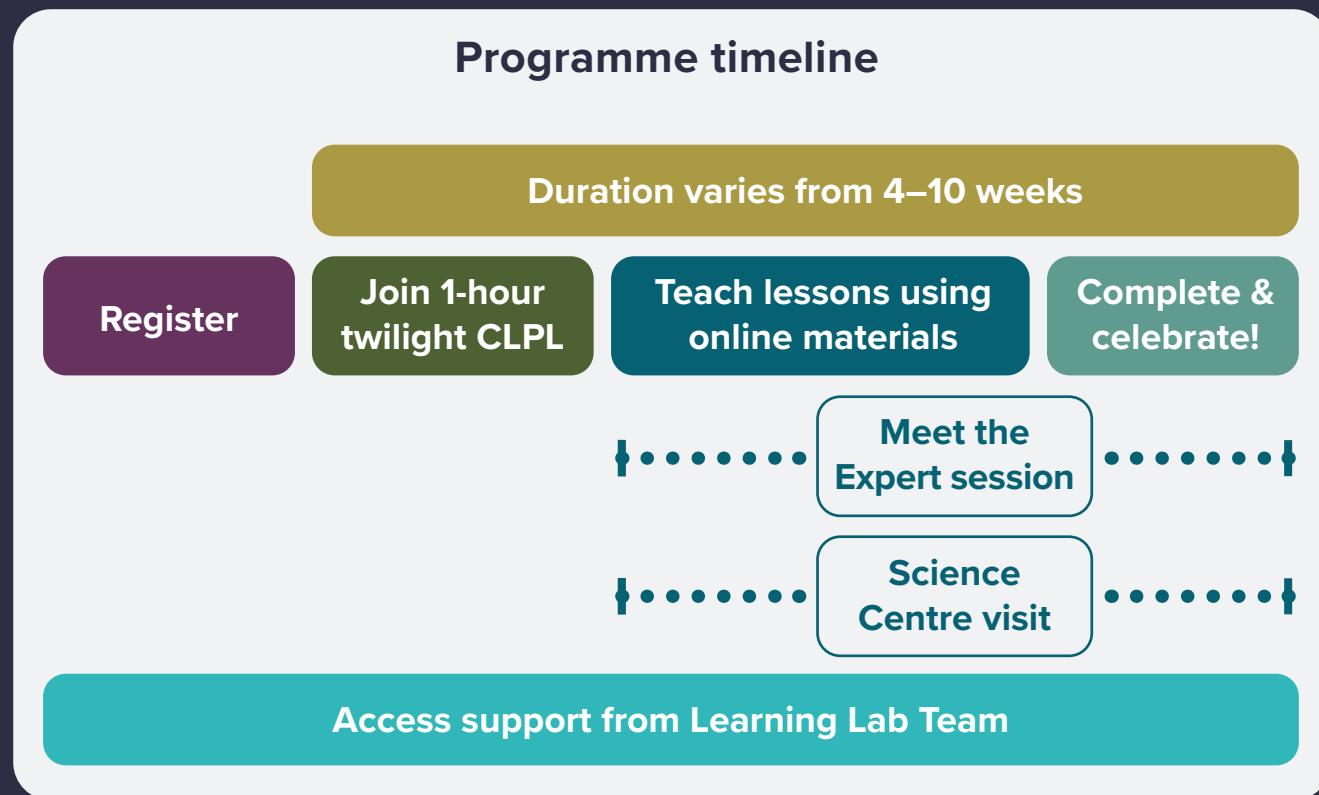 Programme timeline
Duration varies from 4–10 weeks
Register
Join 1-hour
twilight CLPL
Teach lessons using
online materials
Complete &
celebrate!
Meet the
Expert session
Science
Centre visit
Access support from Learning Lab Team